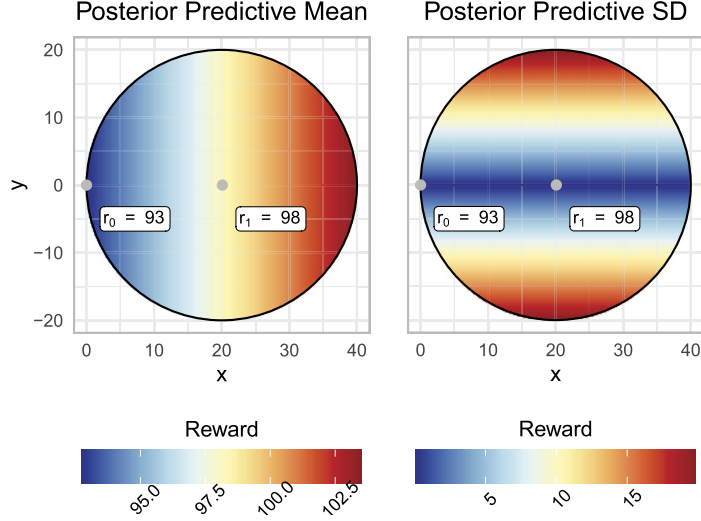 Posterior Predictive Mean
Posterior Predictive SD
20
10
0
−10
−20
y
r0 = 93
r1 = 98
r0 = 93
r1 = 98
0 10 20 30 40
0 10 20 30 40
x
x
Reward
Reward
95.0 97.5 100.0 102.5
5 10 15